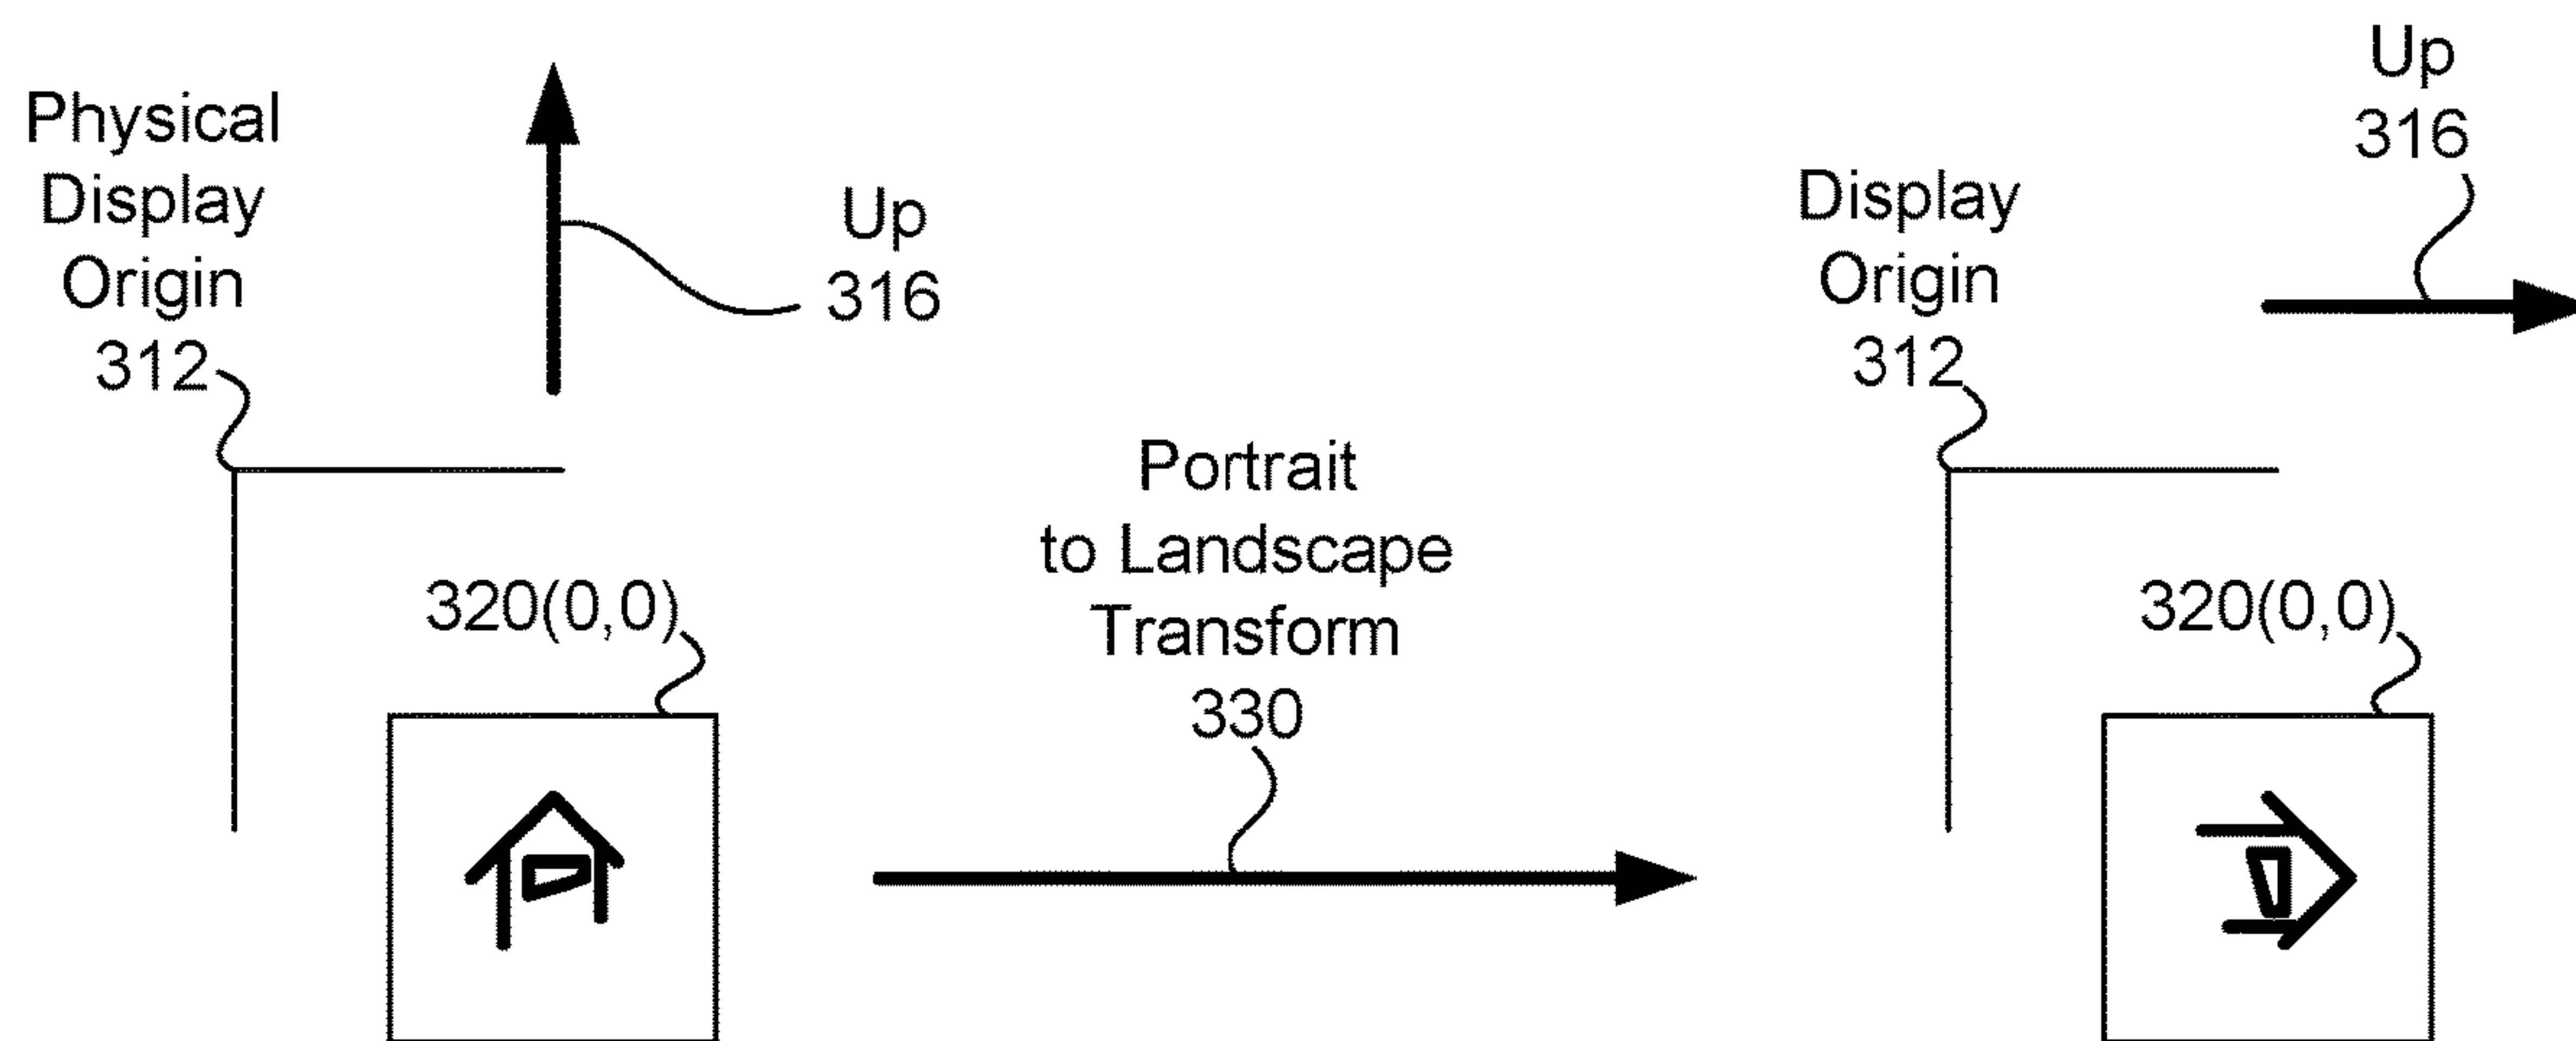 Physical
Display
Origin
312
Up
316
320(0,0)
Portrait
to Landscape
Transform
330
Display
Origin
312
Up
316
320(0,0)